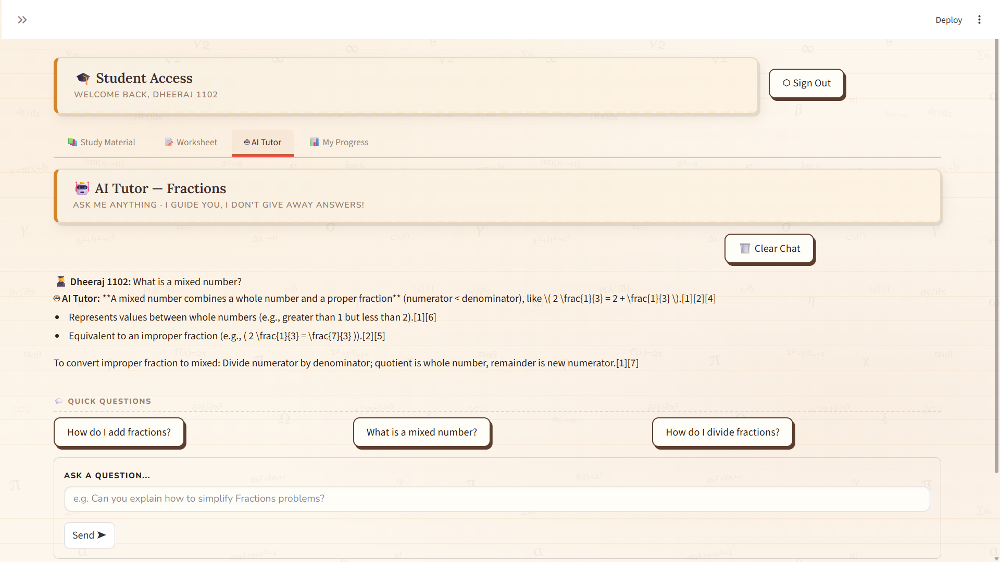 Deploy
🎓 Student Access
WELCOME BACK, DHEERAJ 1102
⬡ Sign Out
📚 Study Material
📝 Worksheet
🤖 AI Tutor
📊 My Progress
🤖 AI Tutor — Fractions
ASK ME ANYTHING · I GUIDE YOU, I DON'T GIVE AWAY ANSWERS!
🗑️ Clear Chat
Dheeraj 1102: What is a mixed number?
AI Tutor: **A mixed number combines a whole number and a proper fraction** (numerator < denominator), like \( 2 \frac{1}{3} = 2 + \frac{1}{3} \).[1][2][4]
• Represents values between whole numbers (e.g., greater than 1 but less than 2).[1][6]
• Equivalent to an improper fraction (e.g., ( 2 \frac{1}{3} = \frac{7}{3} )).[2][5]
To convert improper fraction to mixed: Divide numerator by denominator; quotient is whole number, remainder is new numerator.[1][7]
💬 QUICK QUESTIONS
How do I add fractions?
What is a mixed number?
How do I divide fractions?
ASK A QUESTION...
e.g. Can you explain how to simplify Fractions problems?
Send ➤